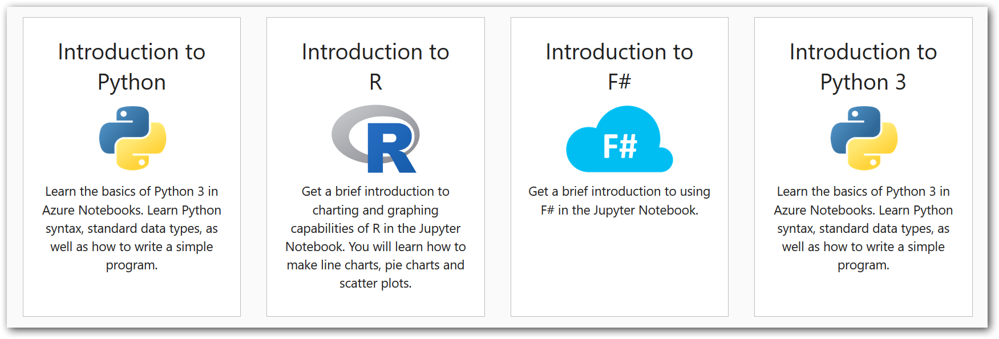 Introduction to
Python
Learn the basics of Python 3 in
Azure Notebooks. Learn Python
syntax, standard data types, as
well as how to write a simple
program.
Introduction to
R
R
Get a brief introduction to
charting and graphing
capabilities of R in the Jupyter
Notebook. You will learn how to
make line charts, pie charts and
scatter plots.
Introduction to
F#
F#
Get a brief introduction to using
F# in the Jupyter Notebook.
Introduction to
Python 3
Learn the basics of Python 3 in
Azure Notebooks. Learn Python
syntax, standard data types, as
well as how to write a simple
program.